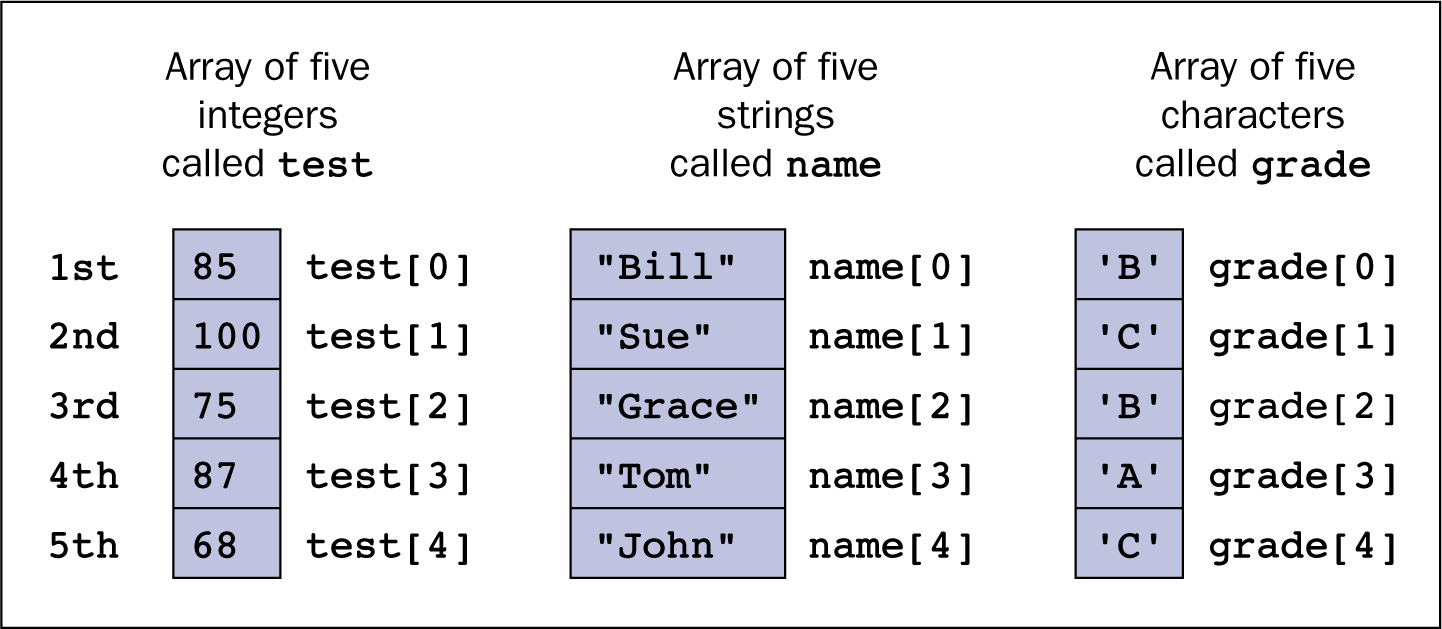 Array of five
integers
called test
Array of five
strings
called name
Array of five
characters
called grade
1st 85 test[0] "Bill" name[0] 'B' grade[0]
2nd 100 test[1] "Sue" name[1] 'C' grade[1]
3rd 75 test[2] "Grace" name[2] 'B' grade[2]
4th 87 test[3] "Tom" name[3] 'A' grade[3]
5th 68 test[4] "John" name[4] 'C' grade[4]